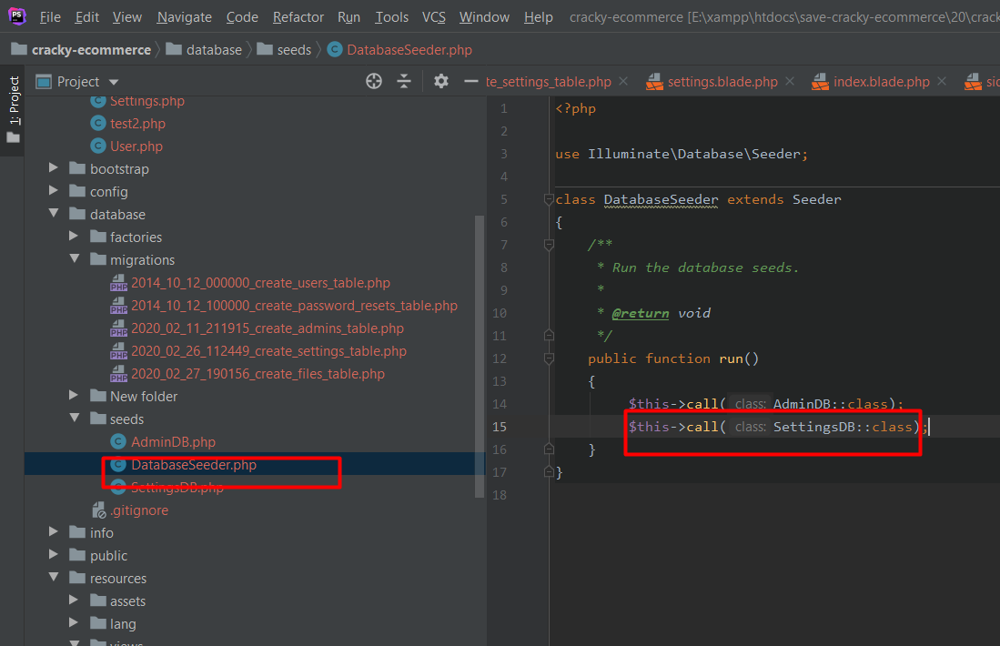 PS File Edit View Navigate Code Refactor Run Tools VCS Window Help cracky-ecommerce [E:\xampp\htdocs\save-cracky-ecommerce\20\crack
cracky-ecommerce database seeds C DatabaseSeeder.php
1: Project
Project
te_settings_table.php settings.blade.php index.blade.php sid
C Settings.php
C test2.php
C User.php
bootstrap
config
database
factories
migrations
PHP 2014_10_12_000000_create_users_table.php
PHP 2014_10_12_100000_create_password_resets_table.php
PHP 2020_02_11_211915_create_admins_table.php
PHP 2020_02_26_112449_create_settings_table.php
PHP 2020_02_27_190156_create_files_table.php
New folder
seeds
C AdminDB.php
C DatabaseSeeder.php
C SettingsDB.php
.gitignore
info
public
resources
assets
lang
views
1 <?php
2
3 use Illuminate\Database\Seeder;
4
5 class DatabaseSeeder extends Seeder
6 {
7 /**
8 * Run the database seeds.
9 *
10 * @return void
11 */
12 public function run()
13 {
14 $this->call( class: AdminDB::class);
15 $this->call( class: SettingsDB::class);
16 }
17 }
18